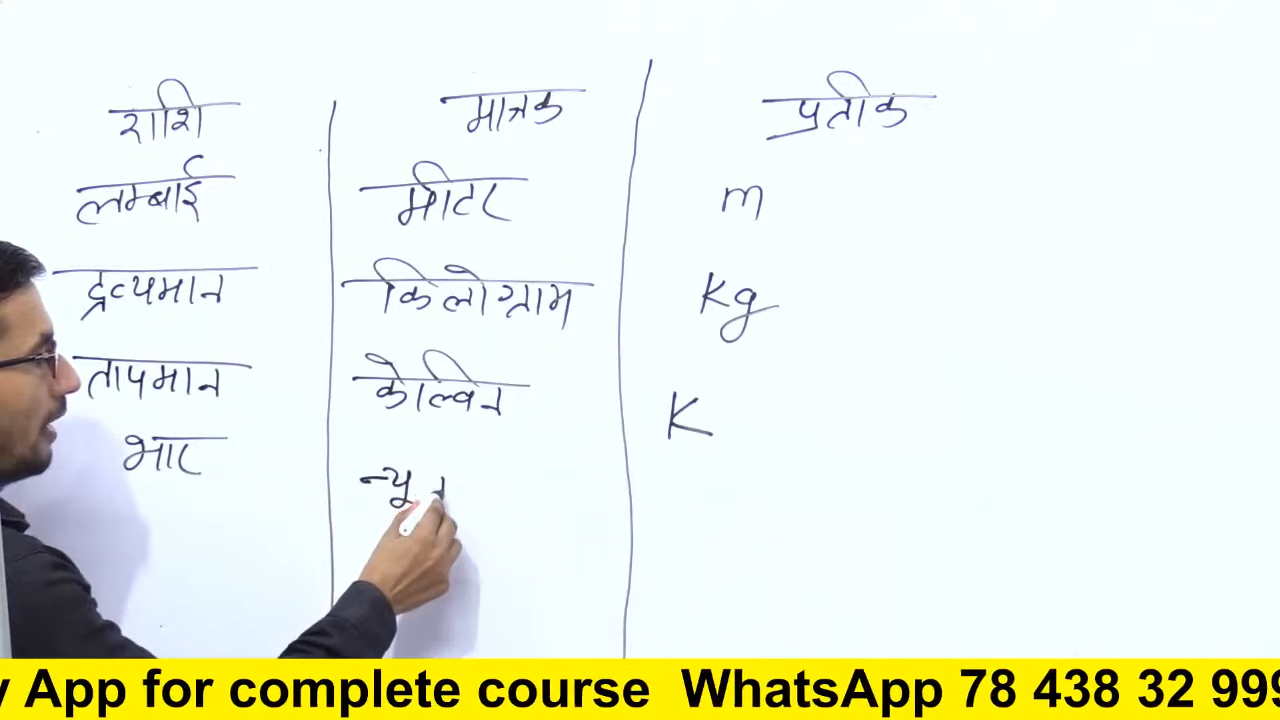 राशि मात्रक प्रतीक
लम्बाई मीटर m
द्रव्यमान किलोग्राम Kg
तापमान केल्विन K
भार न्यू
App for complete course WhatsApp 78 438 32